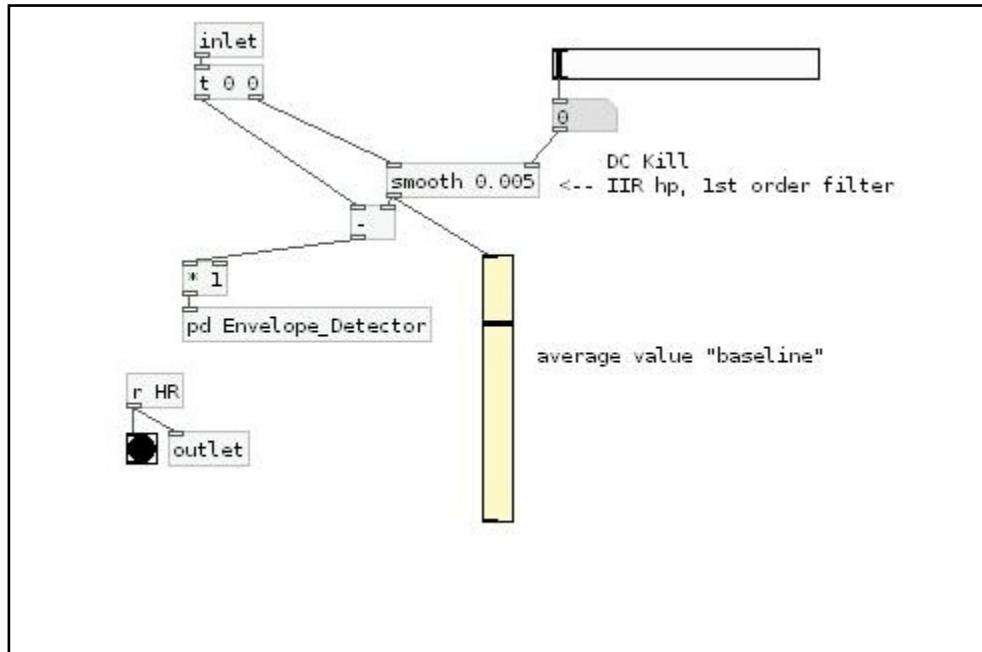 inlet
t 0 0
0
smooth 0.005
DC Kill
<-- IIR hp, 1st order filter
-
* 1
pd Envelope_Detector
average value "baseline"
r HR
outlet